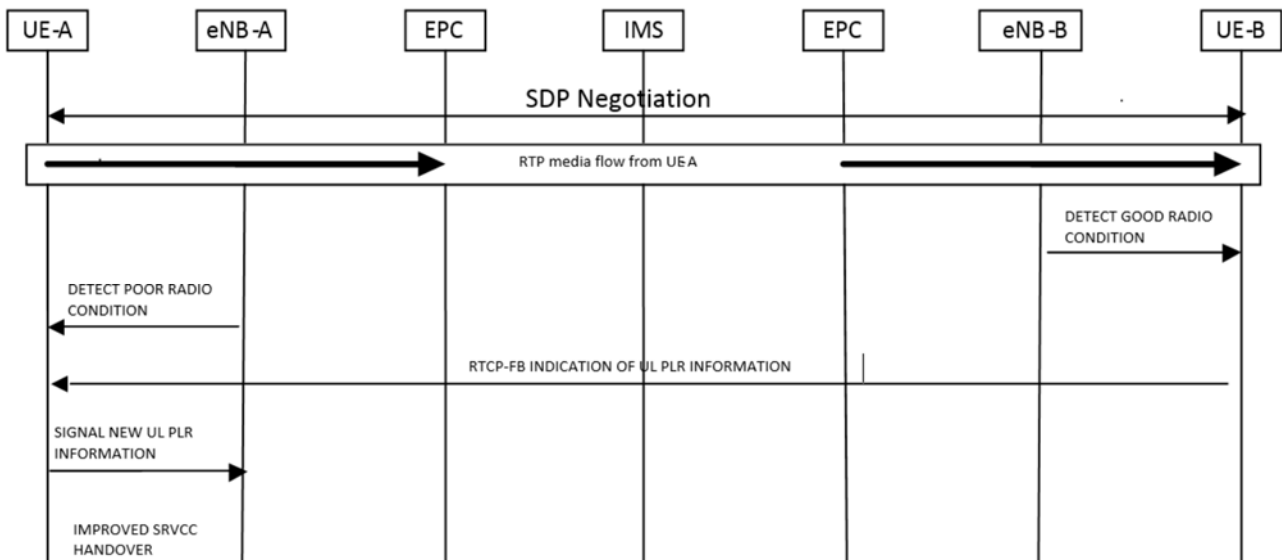 UE-A
eNB-A
EPC
IMS
EPC
eNB-B
UE-B
SDP Negotiation
RTP media flow from UE-A
DETECT GOOD RADIO
CONDITION
DETECT POOR RADIO
CONDITION
RTCP-FB INDICATION OF UL PLR INFORMATION
SIGNAL NEW UL PLR
INFORMATION
IMPROVED SRVCC
HANDOVER